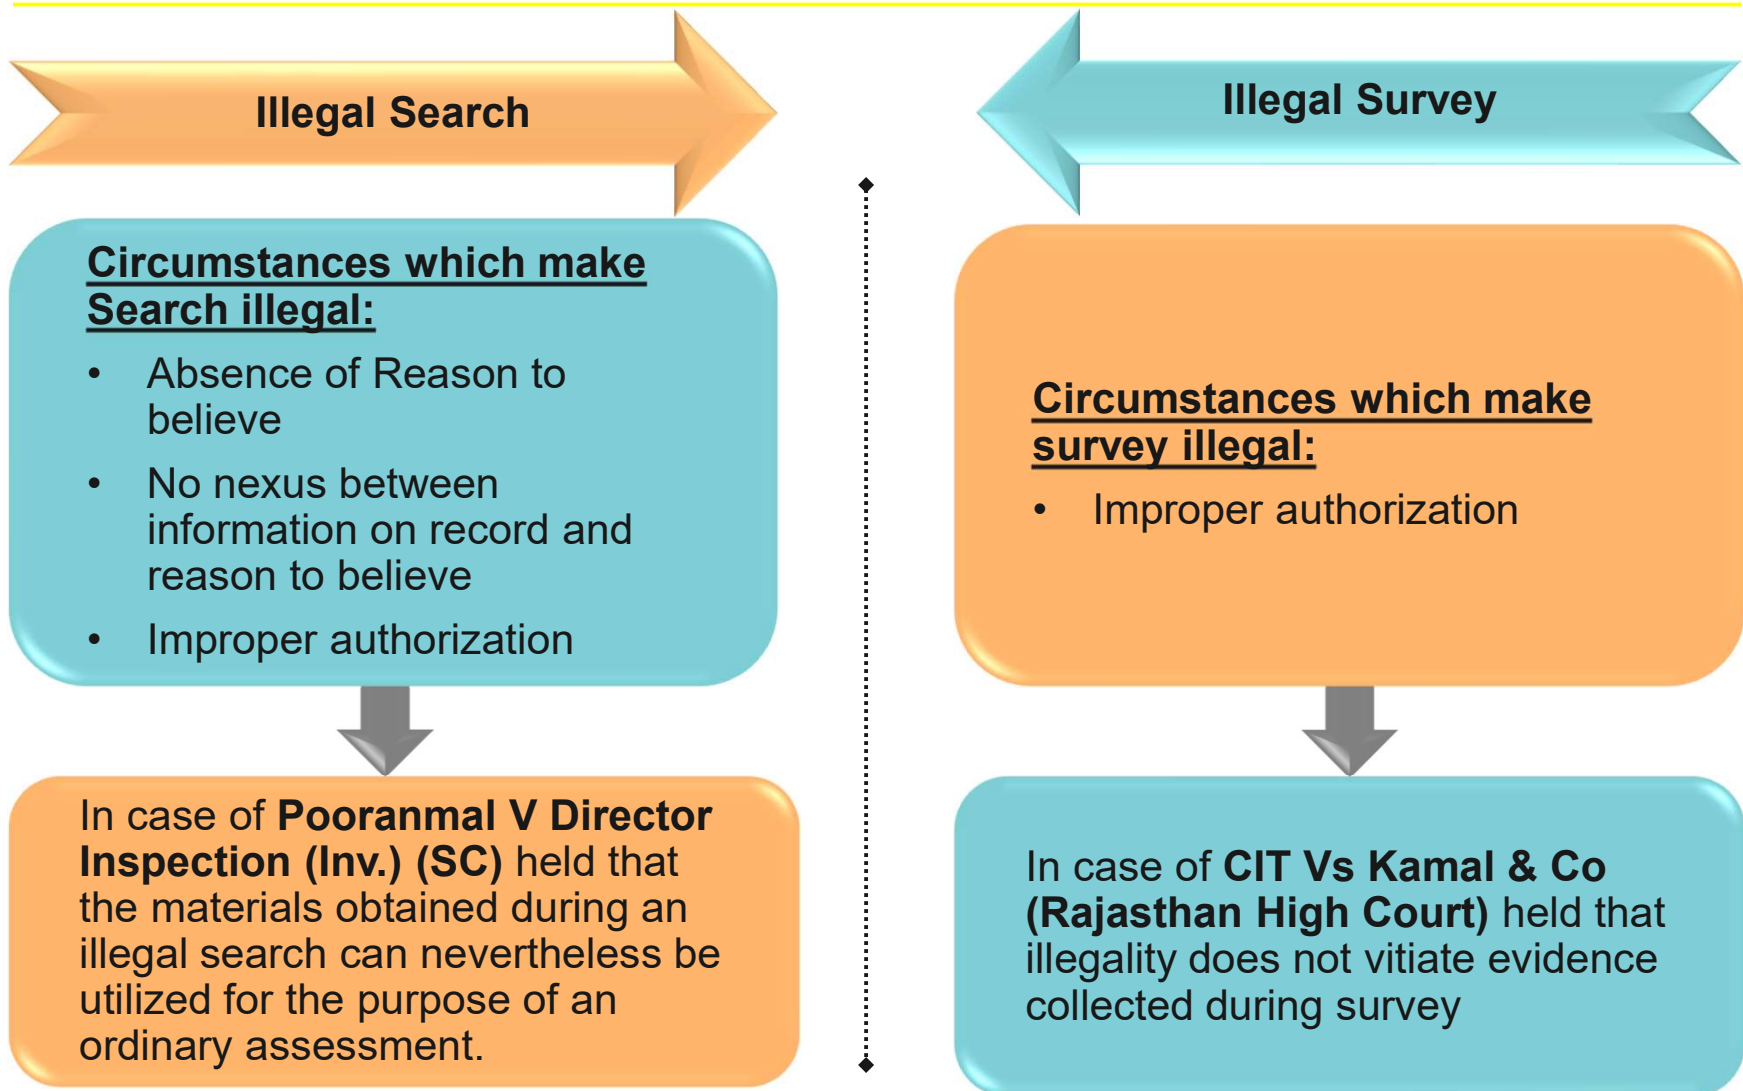 Illegal Search
Circumstances which make
Search illegal:
• Absence of Reason to
believe
• No nexus between
information on record and
reason to believe
• Improper authorization
In case of Pooranmal V Director
Inspection (Inv.) (SC) held that
the materials obtained during an
illegal search can nevertheless be
utilized for the purpose of an
ordinary assessment.
Illegal Survey
Circumstances which make
survey illegal:
• Improper authorization
In case of CIT Vs Kamal & Co
(Rajasthan High Court) held that
illegality does not vitiate evidence
collected during survey